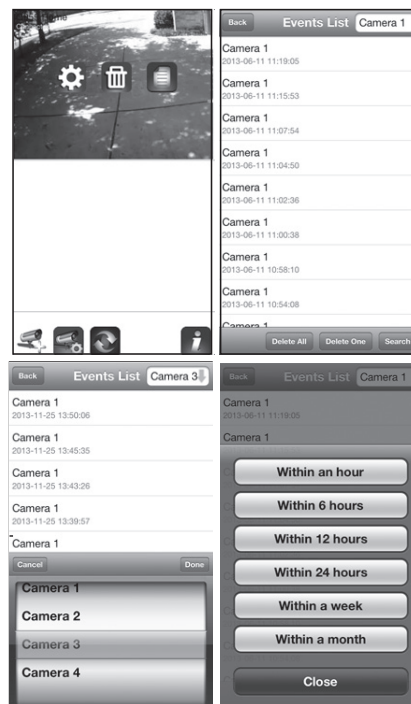 Back Events List Camera 1
Camera 1
2013-06-11 11:19:05
Camera 1
2013-06-11 11:15:53
Camera 1
2013-06-11 11:07:54
Camera 1
2013-06-11 11:04:50
Camera 1
2013-06-11 11:02:36
Camera 1
2013-06-11 11:00:38
Camera 1
2013-06-11 10:58:10
Camera 1
2013-06-11 10:54:08
Camera 1
Delete All Delete One Search
Back Events List Camera 3
Camera 1
2013-11-25 13:50:06
Camera 1
2013-11-25 13:45:35
Camera 1
2013-11-25 13:43:26
Camera 1
2013-11-25 13:39:57
Camera 1
Cancel Done
Camera 1
Camera 2
Camera 3
Camera 4
Back Events List Camera 1
Camera 1
2013-06-11 11:19:05
Camera 1
Within an hour
Within 6 hours
Within 12 hours
Within 24 hours
Within a week
Within a month
Close